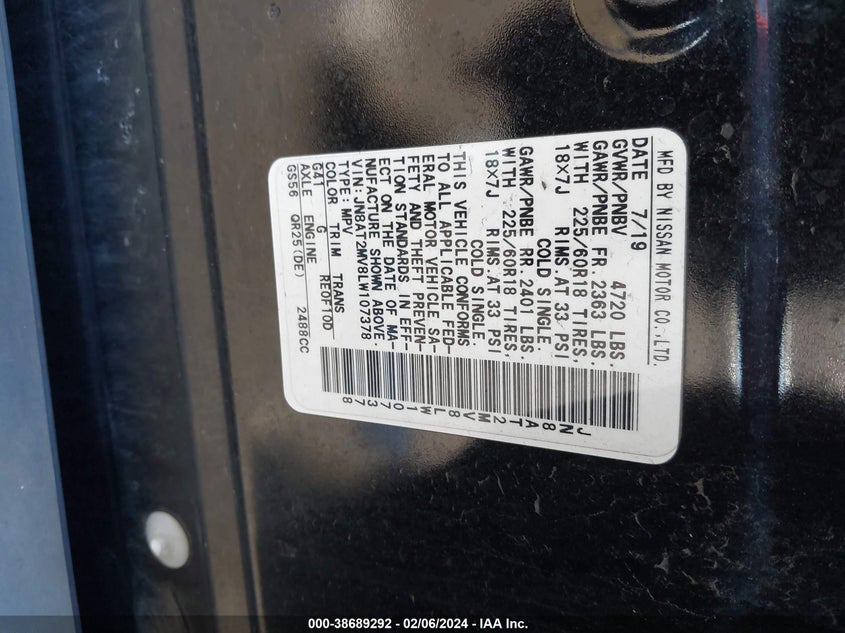 MFD BY NISSAN MOTOR CO.,LTD.
DATE 7/19
GVWR/PNBV 4720 LBS.
GAWR/PNBE FR. 2363 LBS.
WITH 225/60R18 TIRES,
18X7J RIMS.AT 33 PSI
COLD SINGLE.
GAWR/PNBE RR. 2401 LBS.
WITH 225/60R18 TIRES,
18X7J RIMS.AT 33 PSI
COLD SINGLE.
THIS VEHICLE CONFORMS
TO ALL APPLICABLE FED-
ERAL MOTOR VEHICLE SA-
FETY AND THEFT PREVEN-
TION STANDARDS IN EFF-
ECT ON THE DATE OF MA-
NUFACTURE SHOWN ABOVE.
VIN:JN8AT2MV8LW107378
TYPE:MPV
COLOR TRIM TRANS
G41 G RE0F10D
AXLE ENGINE
GS56 QR25(DE) 2488CC
JN8AT2MV8LW107378
000-38689292 - 02/06/2024 - IAA Inc.